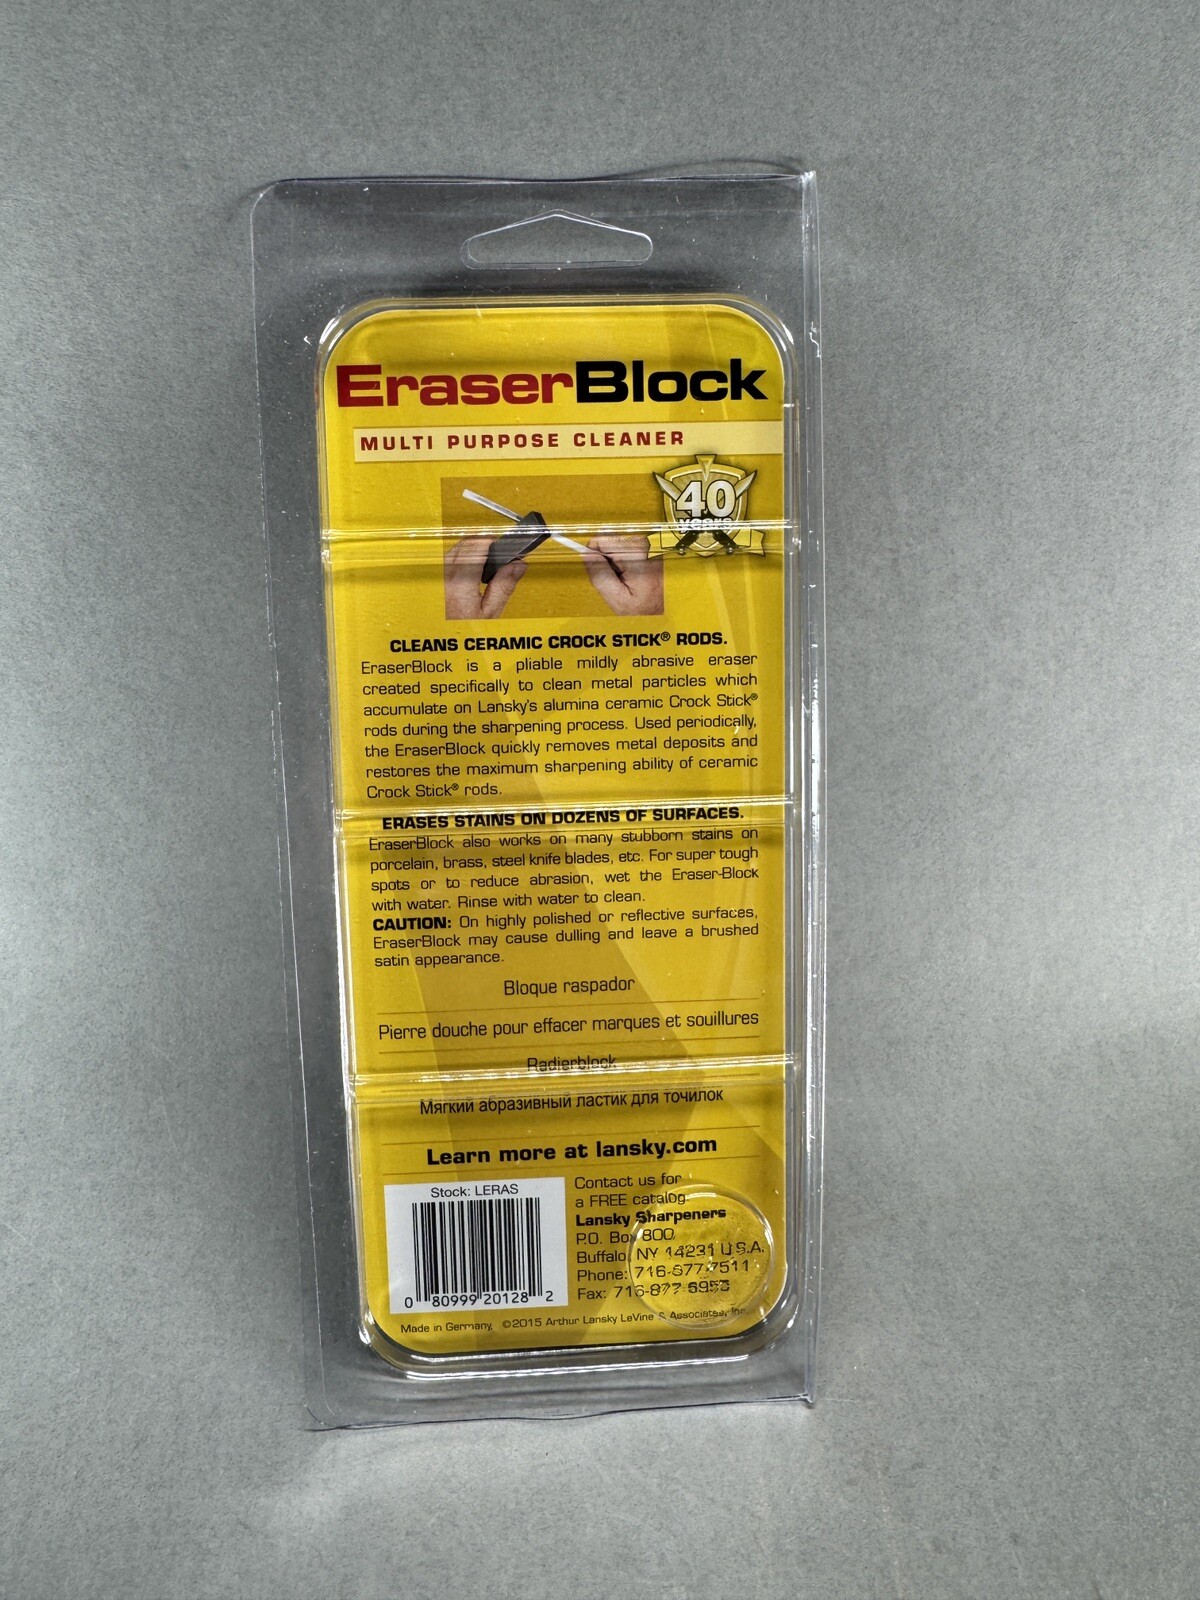 EraserBlock
MULTI PURPOSE CLEANER
40
years
CLEANS CERAMIC CROCK STICK® RODS.
EraserBlock is a pliable mildly abrasive eraser
created specifically to clean metal particles which
accumulate on Lansky's alumina ceramic Crock Stick®
rods during the sharpening process. Used periodically,
the EraserBlock quickly removes metal deposits and
restores the maximum sharpening ability of ceramic
Crock Stick® rods.
ERASES STAINS ON DOZENS OF SURFACES.
EraserBlock also works on many stubborn stains on
porcelain, brass, steel knife blades, etc. For super tough
spots or to reduce abrasion, wet the Eraser-Block
with water. Rinse with water to clean.
CAUTION: On highly polished or reflective surfaces,
EraserBlock may cause dulling and leave a brushed
satin appearance.
Bloque raspador
Pierre douche pour effacer marques et souillures
Radierblock
Мягкий абразивный ластик для точилок
Learn more at lansky.com
Stock: LERAS
0 80999 20128 2
Contact us for
a FREE catalog
Lansky Sharpeners
P.O. Box 800
Buffalo, NY 14231 U.S.A.
Phone: 716-877-7511
Fax: 716-877-6955
Made in Germany, ©2015 Arthur Lansky LeVine & Associates, Inc.